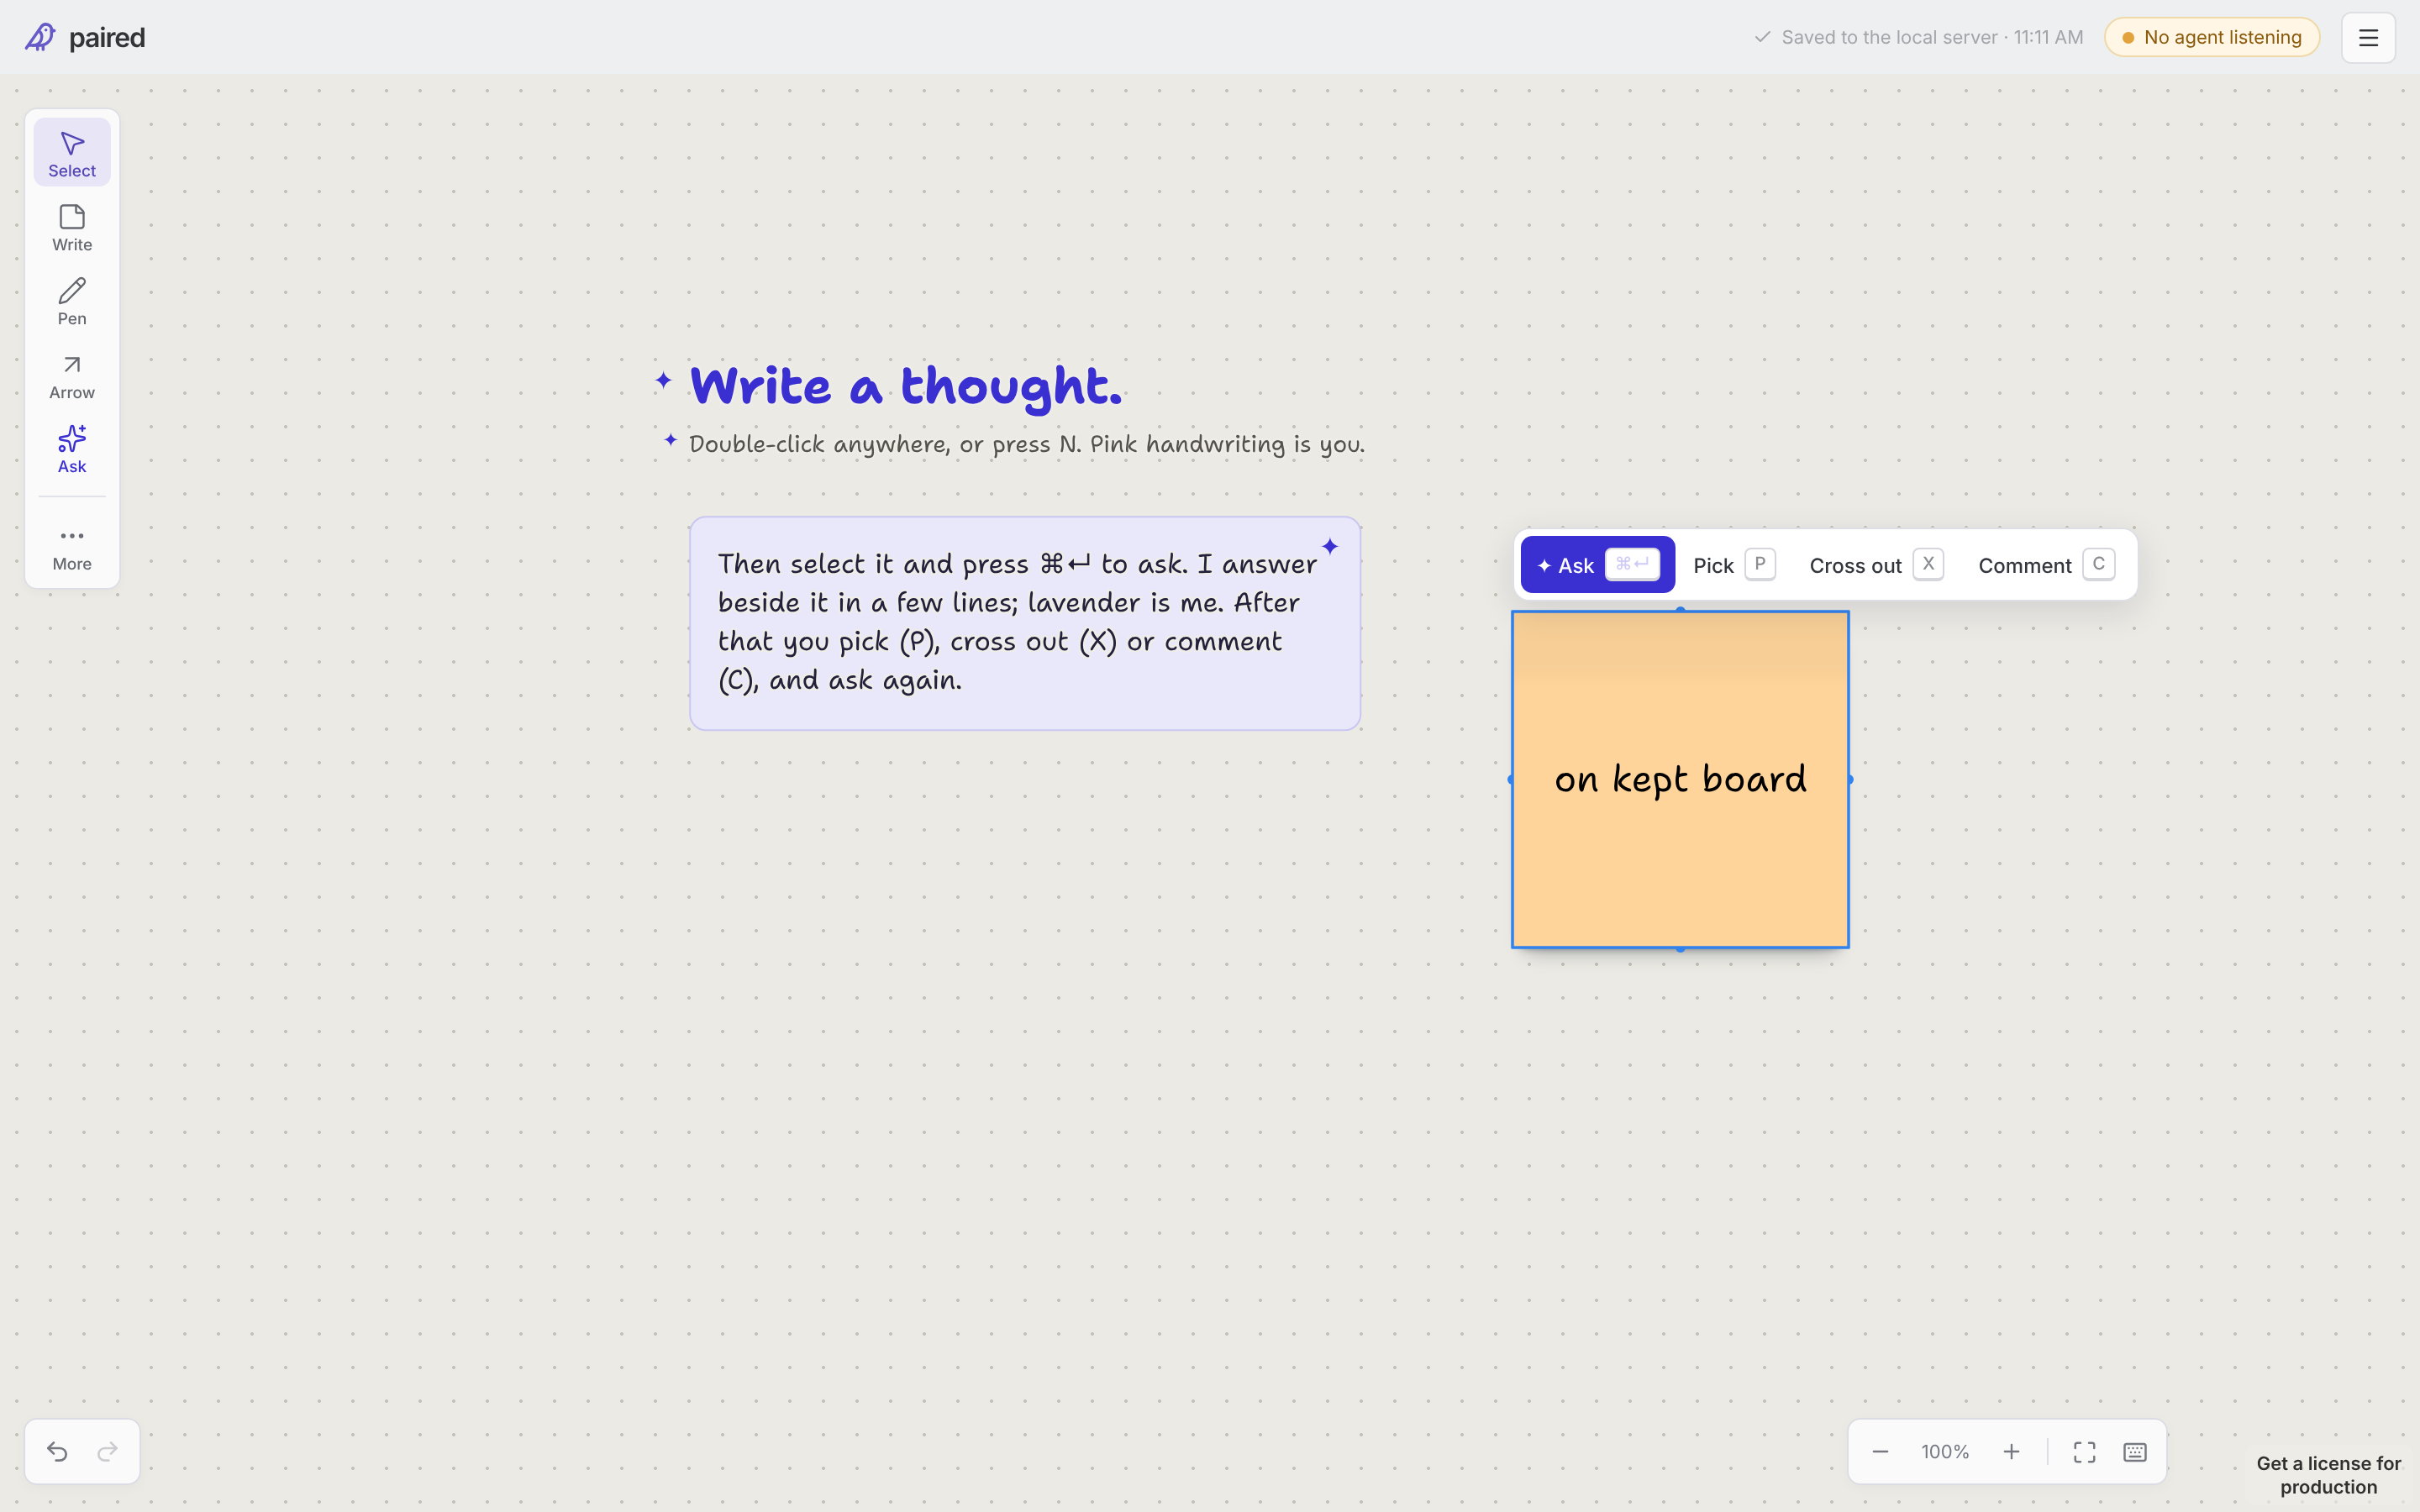 paired
✓ Saved to the local server · 11:11 AM
No agent listening
Select
Write
Pen
Arrow
Ask
More
✦ Write a thought.
✦ Double-click anywhere, or press N. Pink handwriting is you.
Then select it and press ⌘↵ to ask. I answer
beside it in a few lines; lavender is me. After
that you pick (P), cross out (X) or comment
(C), and ask again.
✦ Ask ⌘↵ Pick P Cross out X Comment C
on kept board
100%
Get a license for
production